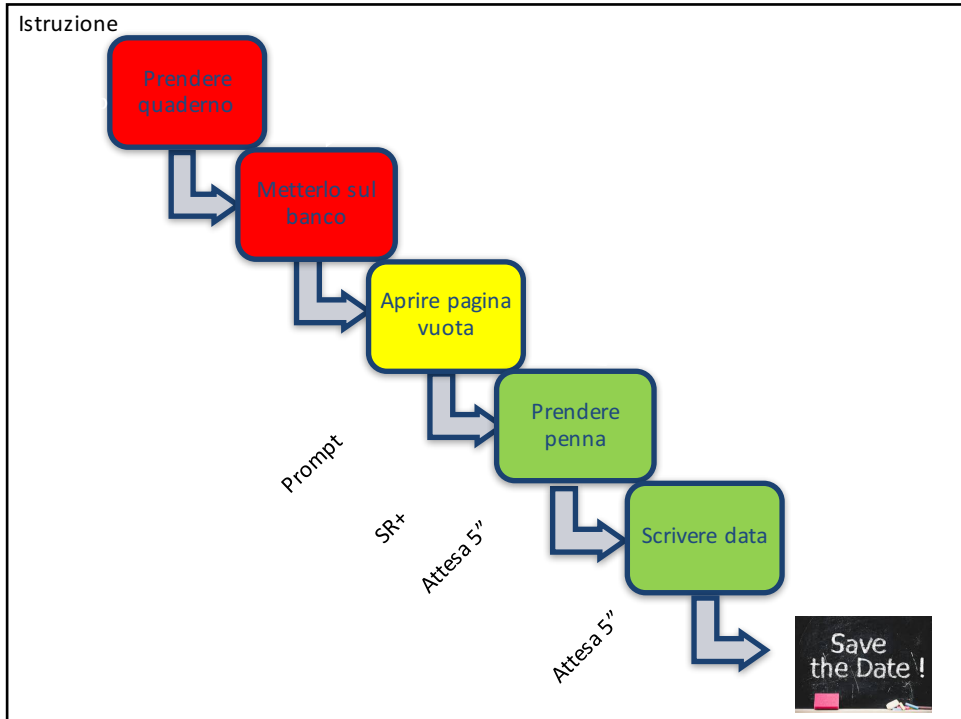 Istruzione
Prendere
quaderno
Metterlo sul
banco
Aprire pagina
vuota
Prendere
penna
Prompt
SR+
Attesa 5”
Scrivere data
Attesa 5”
Save
the Date !